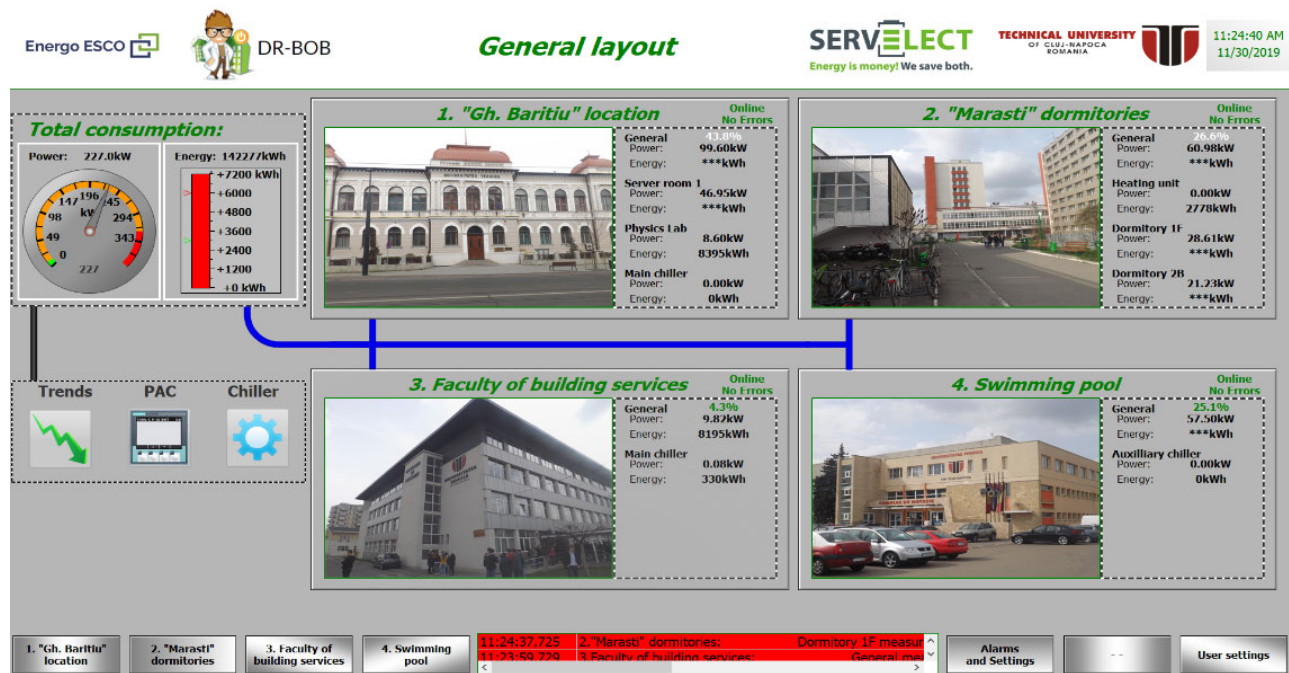 Energo ESCO
DR-BOB
General layout
SERVELECT
Energy is money! We save both.
TECHNICAL UNIVERSITY
OF CLUJ-NAPOCA
ROMANIA
11:24:40 AM
11/30/2019
Total consumption:
Power: 227.0kW
0
49
98
147
196
245
294
343
kW
227
Energy: 142277kWh
+7200 kWh
+6000
+4800
+3600
+2400
+1200
+0 kWh
1. "Gh. Baritiu" location
Online
No Errors
General 43.8%
Power: 99.60kW
Energy: ***kWh
Server room 1
Power: 46.95kW
Energy: ***kWh
Physics Lab
Power: 8.60kW
Energy: 8395kWh
Main chiller
Power: 0.00kW
Energy: 0kWh
2. "Marasti" dormitories
Online
No Errors
General 26.6%
Power: 60.98kW
Energy: ***kWh
Heating unit
Power: 0.00kW
Energy: 2778kWh
Dormitory 1F
Power: 28.61kW
Energy: ***kWh
Dormitory 2B
Power: 21.23kW
Energy: ***kWh
Trends
PAC
Chiller
3. Faculty of building services
Online
No Errors
General 4.3%
Power: 9.82kW
Energy: 8195kWh
Main chiller
Power: 0.08kW
Energy: 330kWh
4. Swimming pool
Online
No Errors
General 25.1%
Power: 57.50kW
Energy: ***kWh
Auxilliary chiller
Power: 0.00kW
Energy: 0kWh
1. "Gh. Baritiu"
location
2. "Marasti"
dormitories
3. Faculty of
building services
4. Swimming
pool
11:24:37.725 2."Marasti" dormitories: Dormitory 1F measur
11:23:59.729 3.Faculty of building services: General mea
Alarms
and Settings
- -
User settings